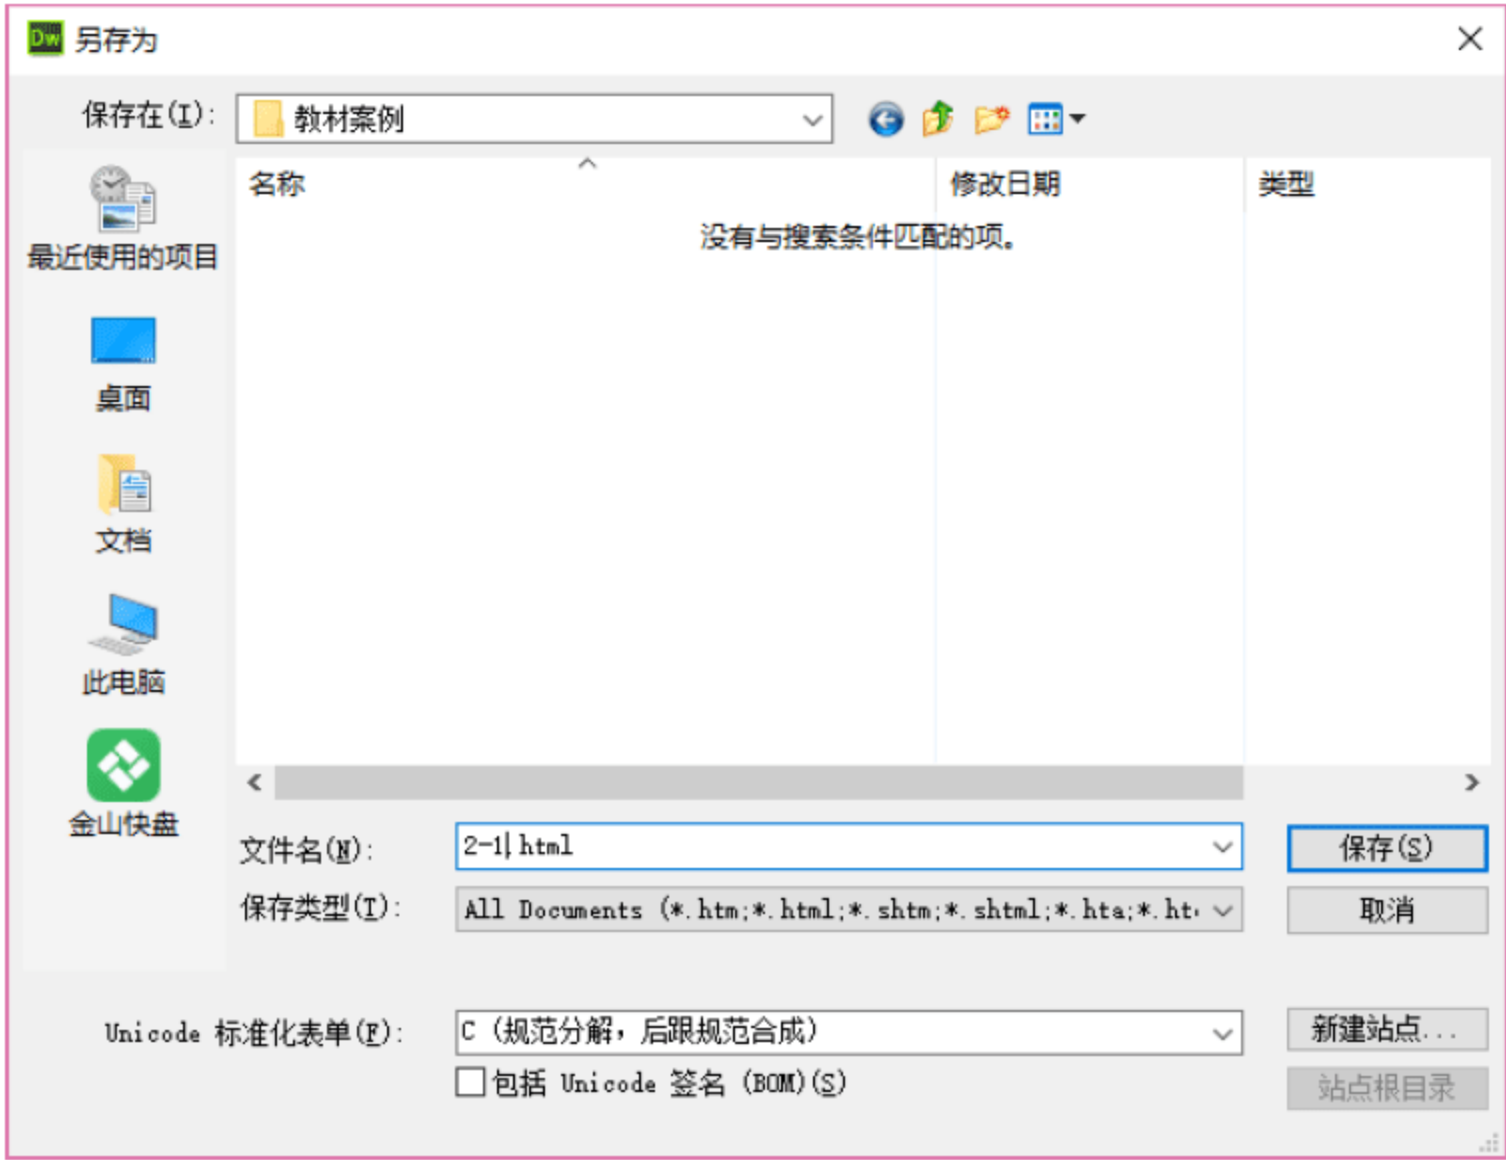 Dw 另存为
保存在(I): 教材案例
名称 修改日期 类型
没有与搜索条件匹配的项。
最近使用的项目
桌面
文档
此电脑
金山快盘
文件名(N): 2-1.html 保存(S)
保存类型(T): All Documents (*.htm;*.html;*.shtm;*.shtml;*.hta;*.ht 取消
Unicode 标准化表单(F): C (规范分解，后跟规范合成) 新建站点...
包括 Unicode 签名 (BOM)(S) 站点根目录